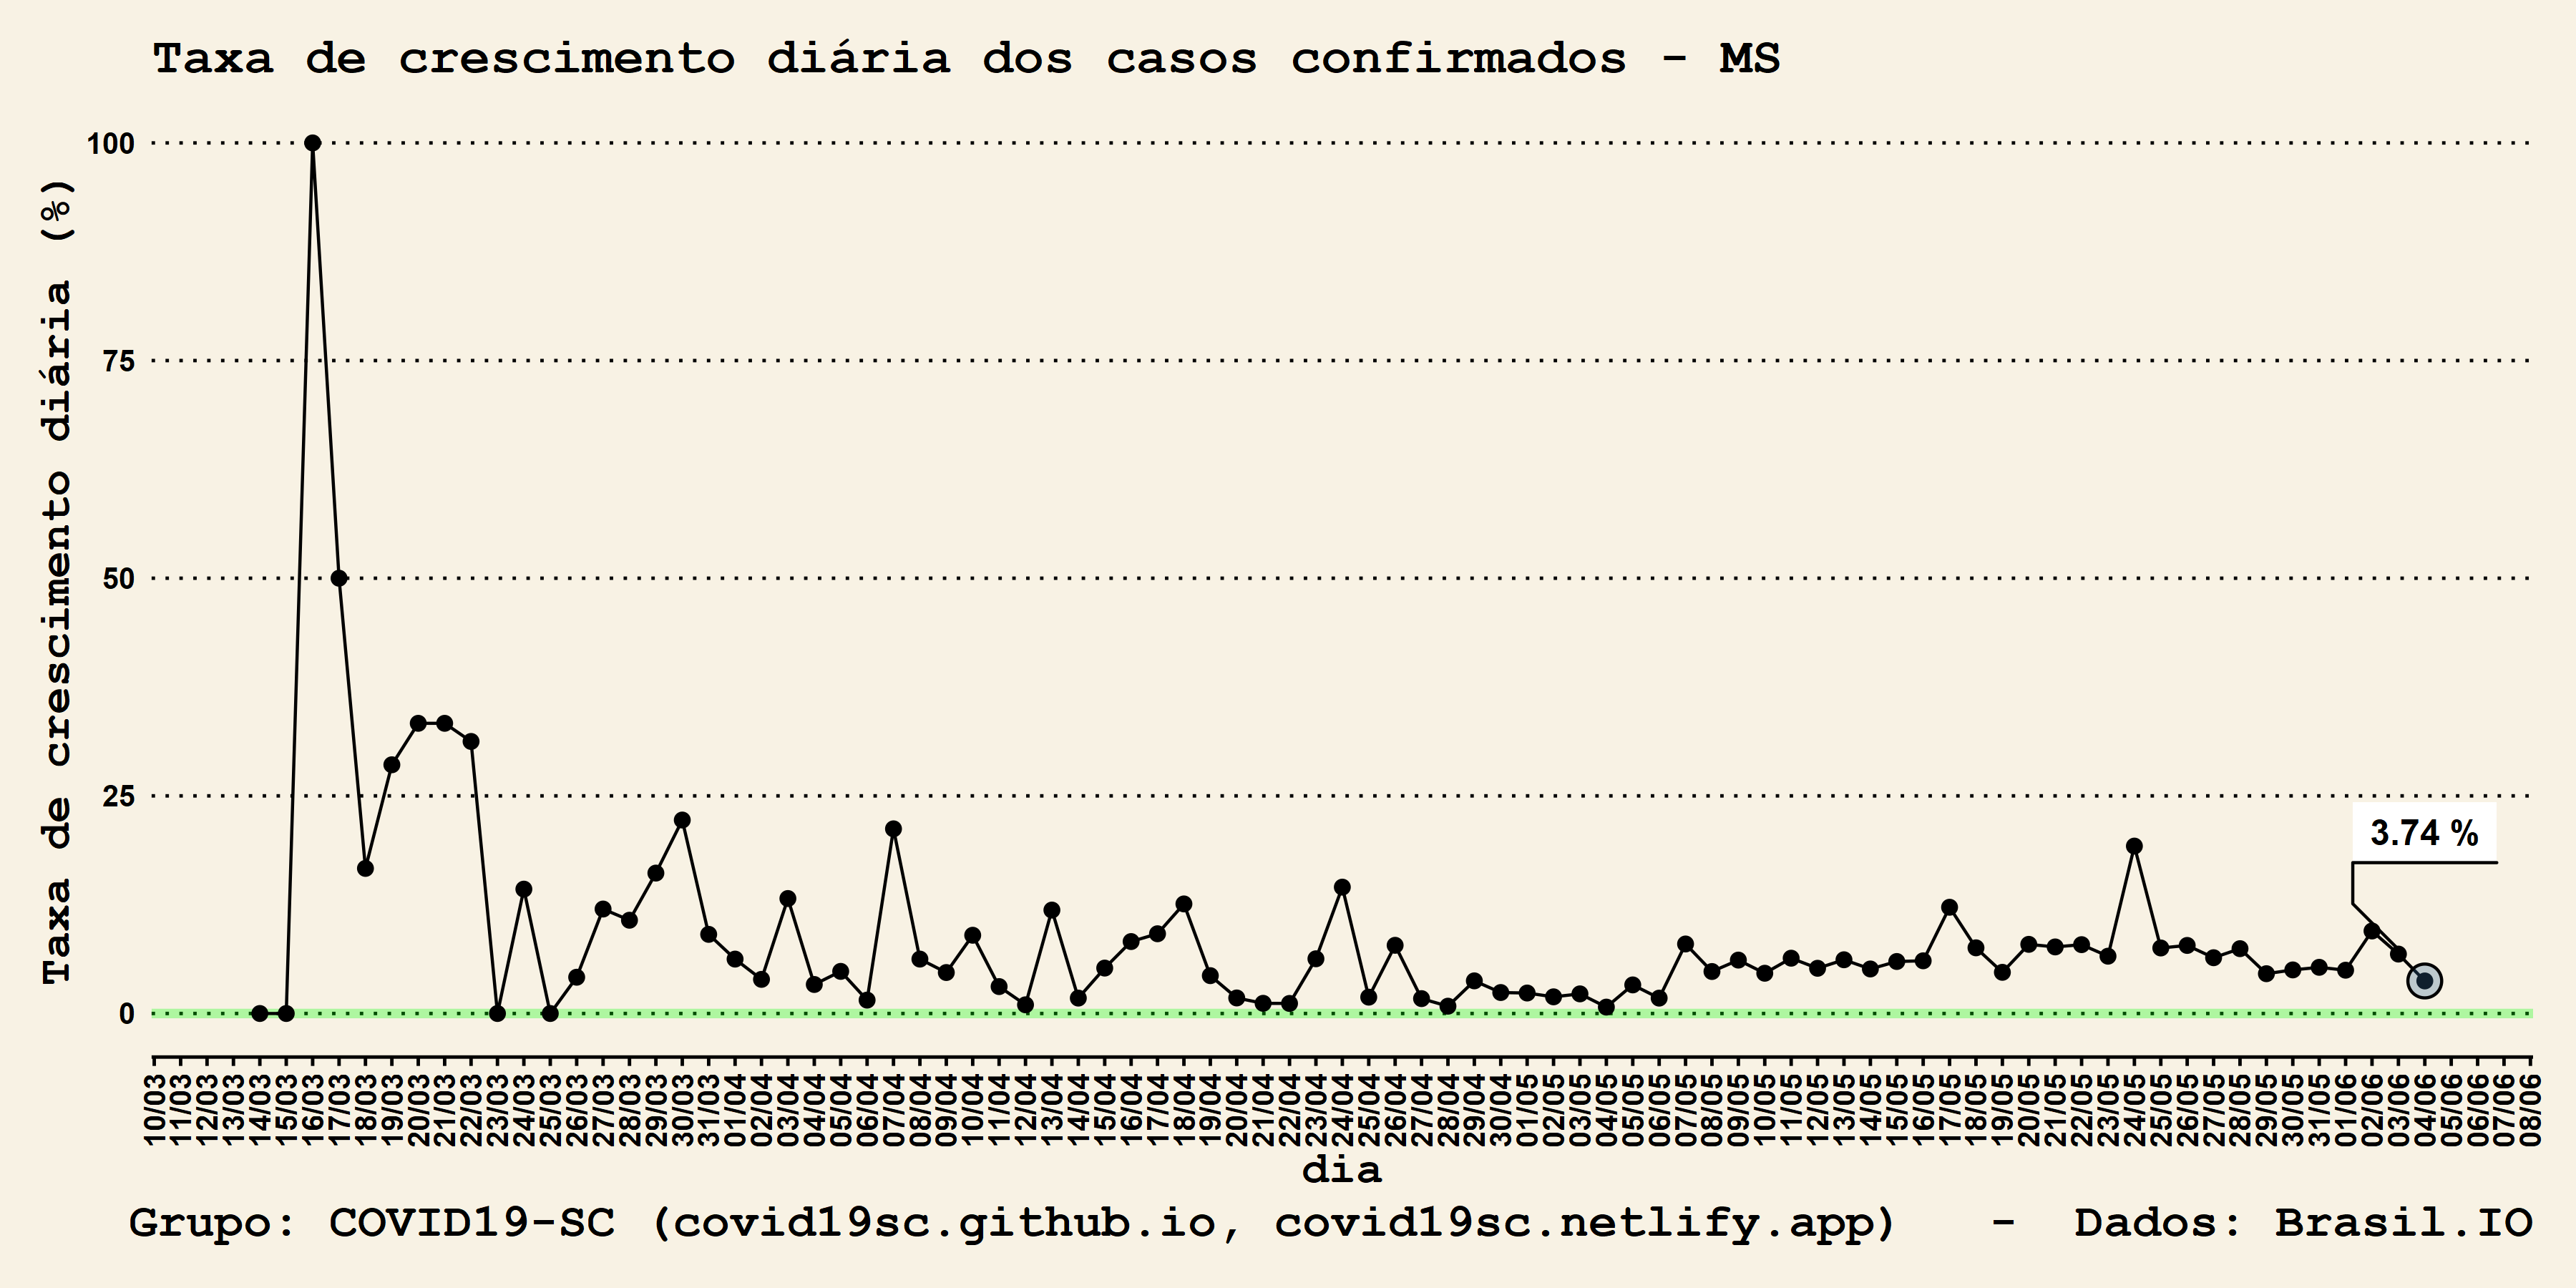 Taxa de crescimento diária dos casos confirmados - MS
Taxa de crescimento diária (%)
100
75
50
25
0
3.74 %
10/03 11/03 12/03 13/03 14/03 15/03 16/03 17/03 18/03 19/03 20/03 21/03 22/03 23/03 24/03 25/03 26/03 27/03 28/03 29/03 30/03 31/03 01/04 02/04 03/04 04/04 05/04 06/04 07/04 08/04 09/04 10/04 11/04 12/04 13/04 14/04 15/04 16/04 17/04 18/04 19/04 20/04 21/04 22/04 23/04 24/04 25/04 26/04 27/04 28/04 29/04 30/04 01/05 02/05 03/05 04/05 05/05 06/05 07/05 08/05 09/05 10/05 11/05 12/05 13/05 14/05 15/05 16/05 17/05 18/05 19/05 20/05 21/05 22/05 23/05 24/05 25/05 26/05 27/05 28/05 29/05 30/05 31/05 01/06 02/06 03/06 04/06 05/06 06/06 07/06 08/06
dia
Grupo: COVID19-SC (covid19sc.github.io, covid19sc.netlify.app) - Dados: Brasil.IO